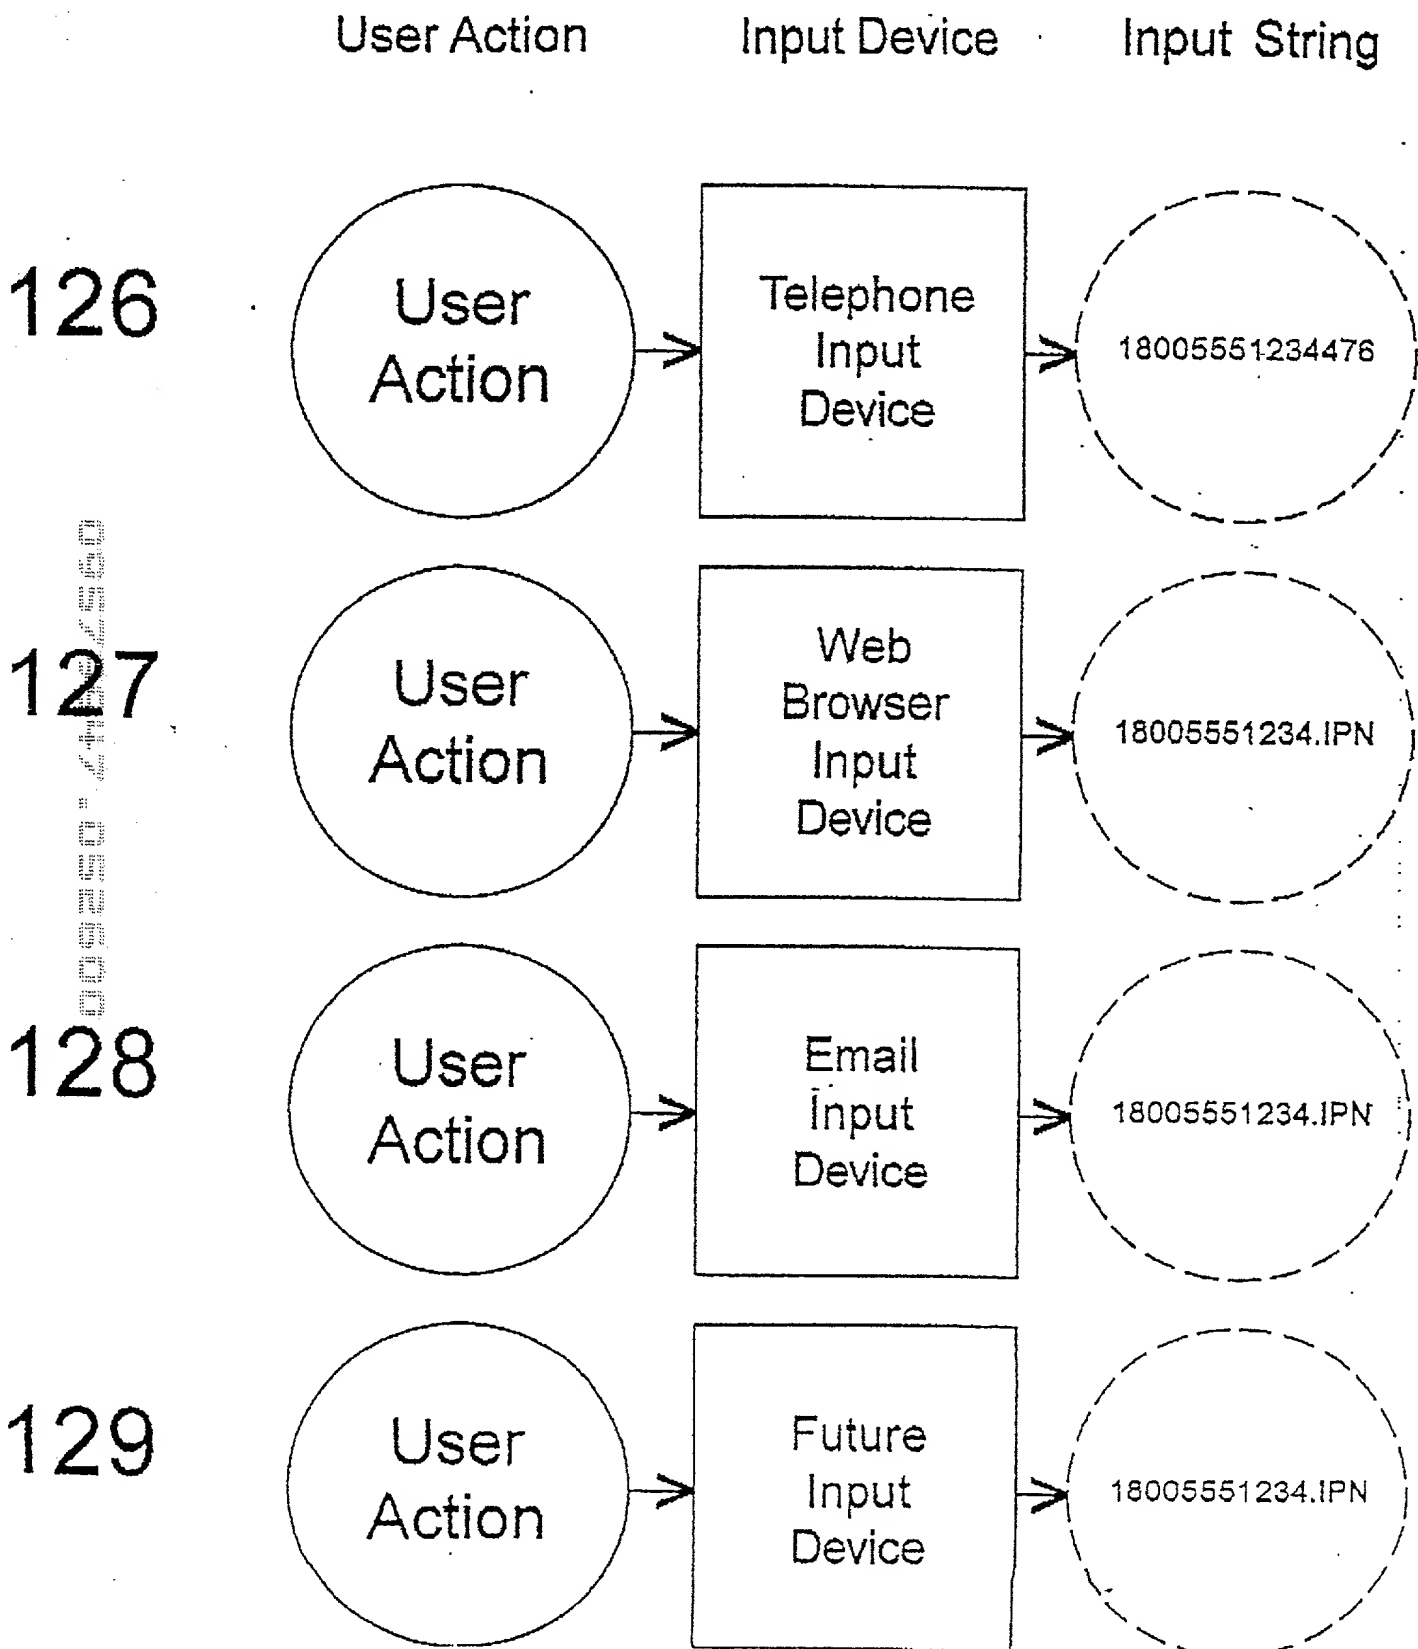 User Action Input Device Input String
126
User
Action
Telephone
Input
Device
18005551234476
127
User
Action
Web
Browser
Input
Device
18005551234.IPN
128
User
Action
Email
Input
Device
18005551234.IPN
129
User
Action
Future
Input
Device
18005551234.IPN